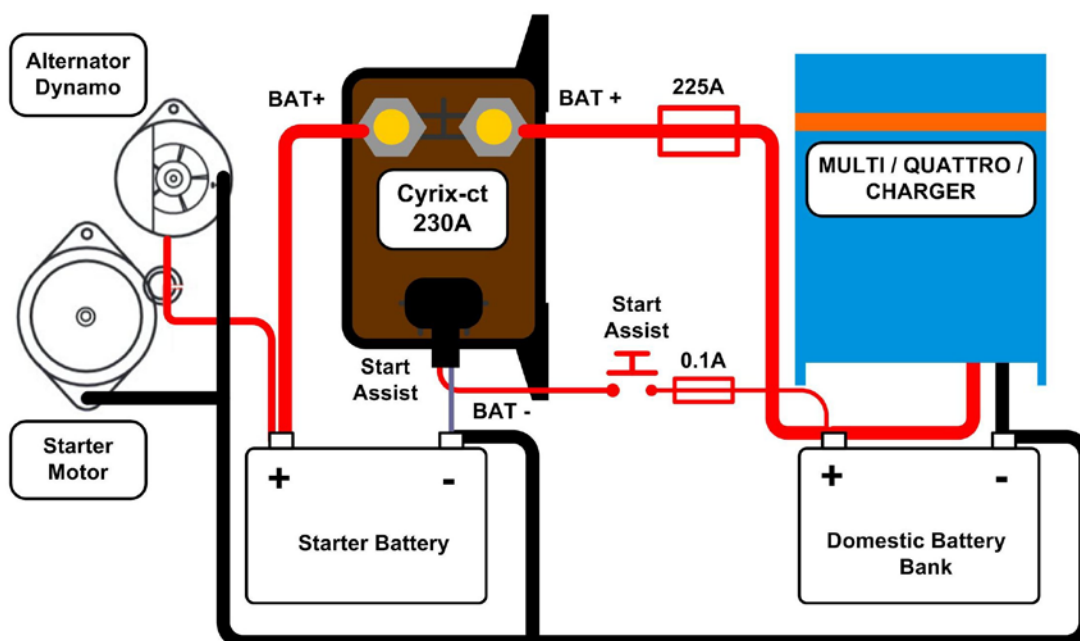 Alternator
Dynamo
BAT+
BAT +
225A
MULTI / QUATTRO /
CHARGER
Cyrix-ct
230A
Start
Assist
0.1A
Start
Assist
BAT -
Starter
Motor
+
-
Starter Battery
+
-
Domestic Battery
Bank